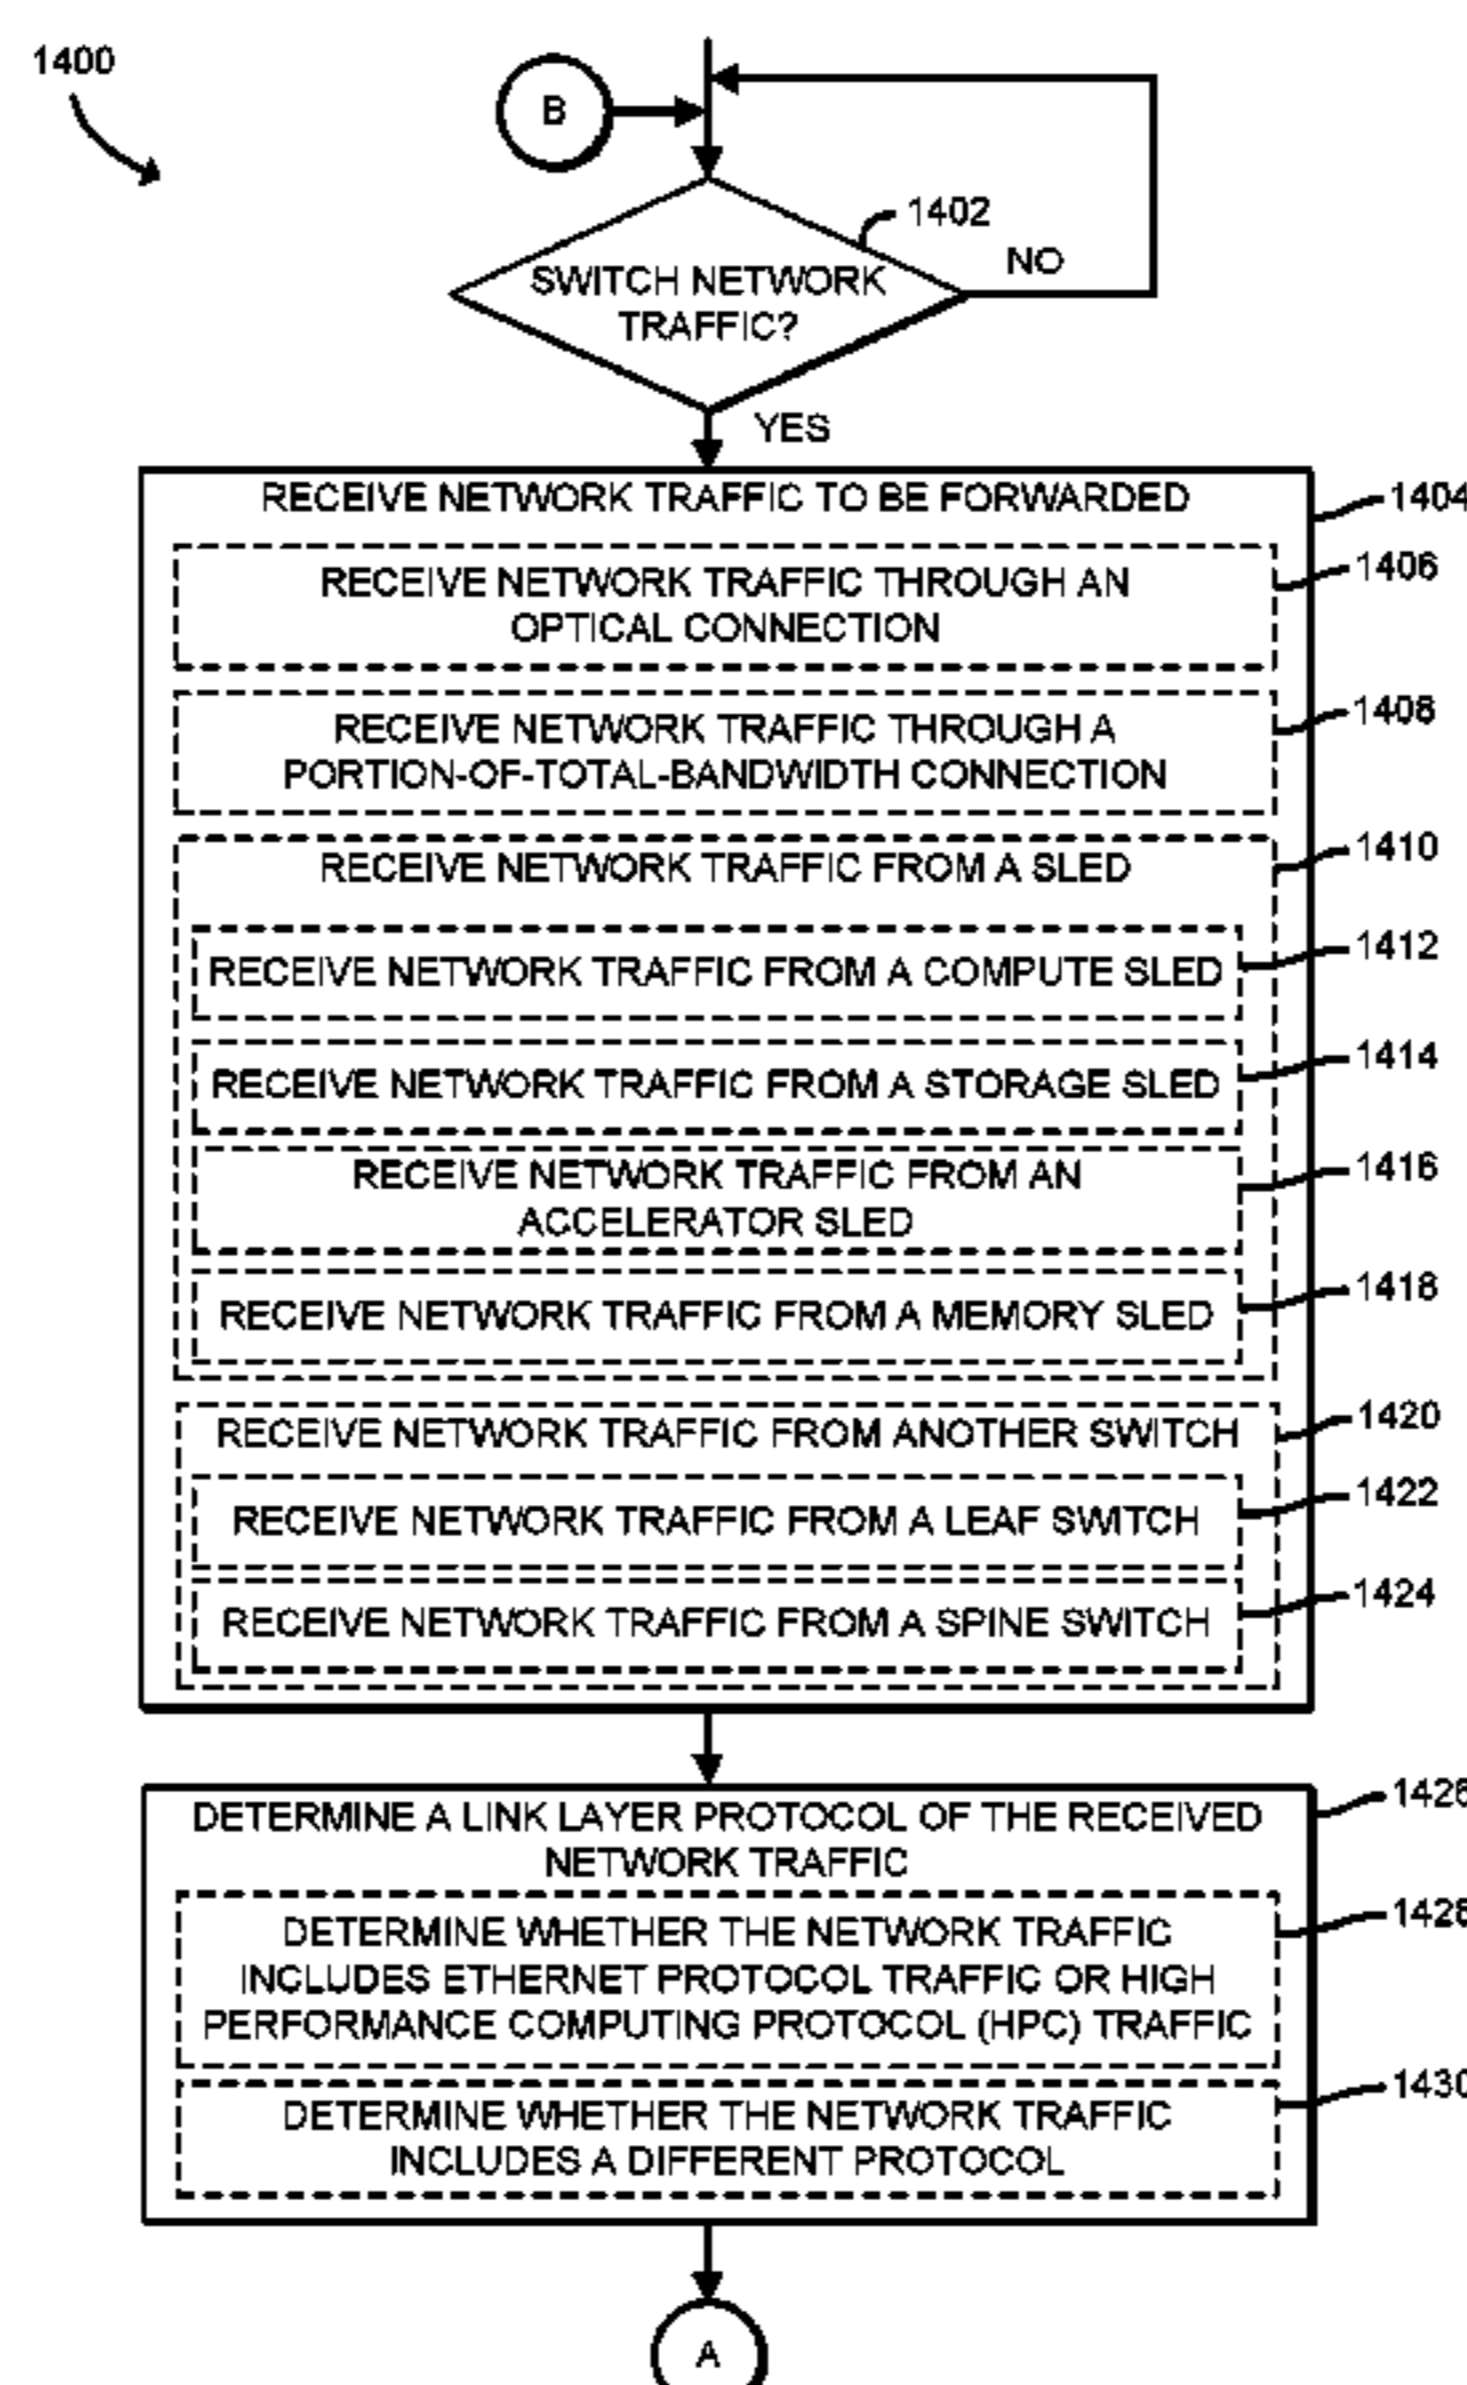 1400
B
1402
SWITCH NETWORK
TRAFFIC?
NO
YES
RECEIVE NETWORK TRAFFIC TO BE FORWARDED
1404
RECEIVE NETWORK TRAFFIC THROUGH AN
OPTICAL CONNECTION
1406
RECEIVE NETWORK TRAFFIC THROUGH A
PORTION-OF-TOTAL-BANDWIDTH CONNECTION
1408
RECEIVE NETWORK TRAFFIC FROM A SLED
1410
RECEIVE NETWORK TRAFFIC FROM A COMPUTE SLED
1412
RECEIVE NETWORK TRAFFIC FROM A STORAGE SLED
1414
RECEIVE NETWORK TRAFFIC FROM AN
ACCELERATOR SLED
1416
RECEIVE NETWORK TRAFFIC FROM A MEMORY SLED
1418
RECEIVE NETWORK TRAFFIC FROM ANOTHER SWITCH
1420
RECEIVE NETWORK TRAFFIC FROM A LEAF SWITCH
1422
RECEIVE NETWORK TRAFFIC FROM A SPINE SWITCH
1424
DETERMINE A LINK LAYER PROTOCOL OF THE RECEIVED
NETWORK TRAFFIC
1426
DETERMINE WHETHER THE NETWORK TRAFFIC
INCLUDES ETHERNET PROTOCOL TRAFFIC OR HIGH
PERFORMANCE COMPUTING PROTOCOL (HPC) TRAFFIC
1428
DETERMINE WHETHER THE NETWORK TRAFFIC
INCLUDES A DIFFERENT PROTOCOL
1430
A